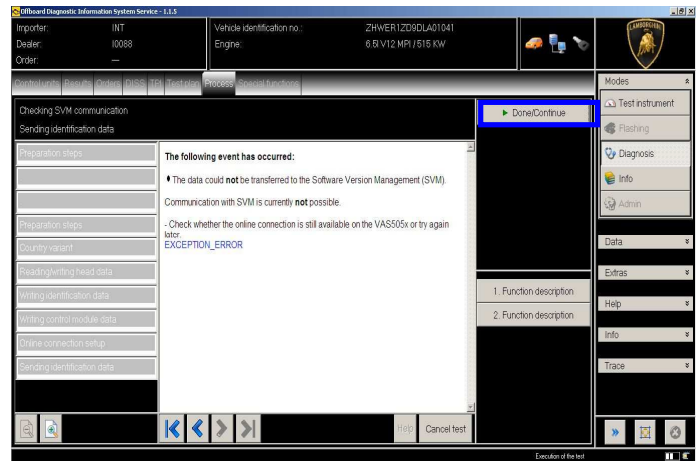 Offboard Diagnostic Information System Service - 1.1.5
Importer: INT
Dealer: I0088
Order: —
Vehicle identification no.: ZHWER1ZD9DLA01041
Engine: 6.5l V12 MPI / 515 KW
LAMBORGHINI
Control units Results Orders DISS TPI Test plan Process Special functions
Checking SVM communication
Sending identification data
Done/Continue
Preparation steps
Preparation steps
Country variant
Reading/writing head data
Writing identification data
Writing control module data
Online connection setup
Sending identification data
The following event has occurred:
• The data could not be transferred to the Software Version Management (SVM).
Communication with SVM is currently not possible.
- Check whether the online connection is still available on the VAS505x or try again
later.
EXCEPTION_ERROR
1. Function description
2. Function description
Help
Cancel test
Modes
Test instrument
Flashing
Diagnosis
Info
Admin
Data
Extras
Help
Info
Trace
Execution of the test